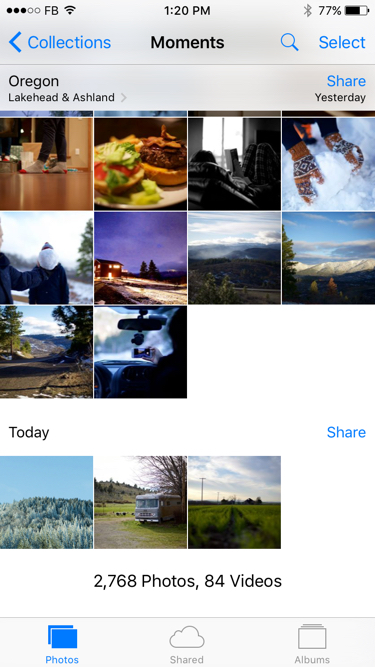 FB 1:20 PM 77%
Collections Moments Select
Oregon Share
Lakehead & Ashland Yesterday
Today Share
2,768 Photos, 84 Videos
Photos Shared Albums